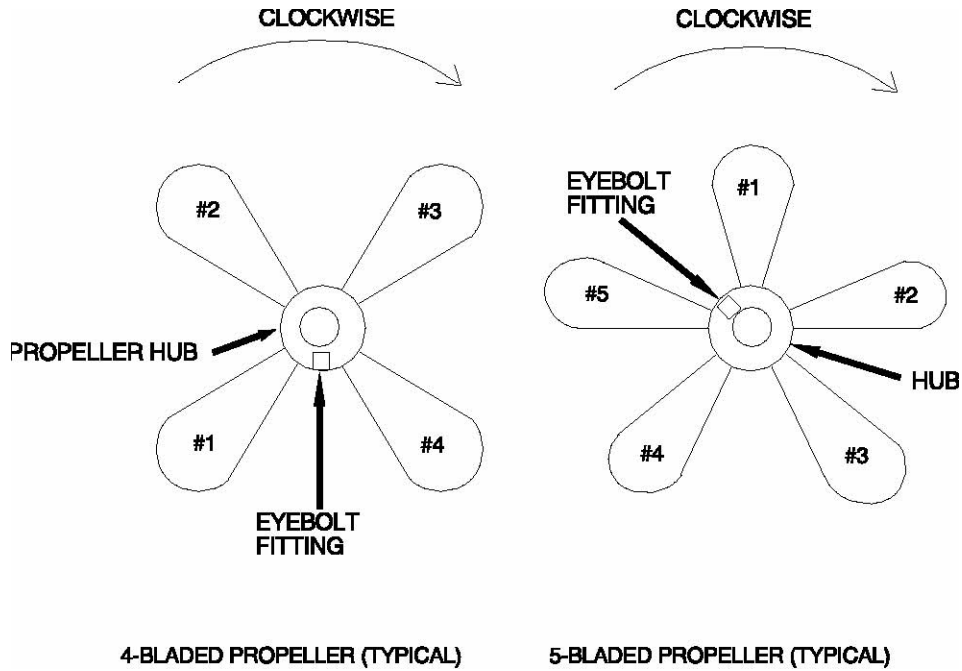 CLOCKWISE
#2
#3
PROPELLER HUB
#1
#4
EYEBOLT
FITTING
4-BLADED PROPELLER (TYPICAL)
CLOCKWISE
EYEBOLT
FITTING
#1
#5
#2
HUB
#4
#3
5-BLADED PROPELLER (TYPICAL)